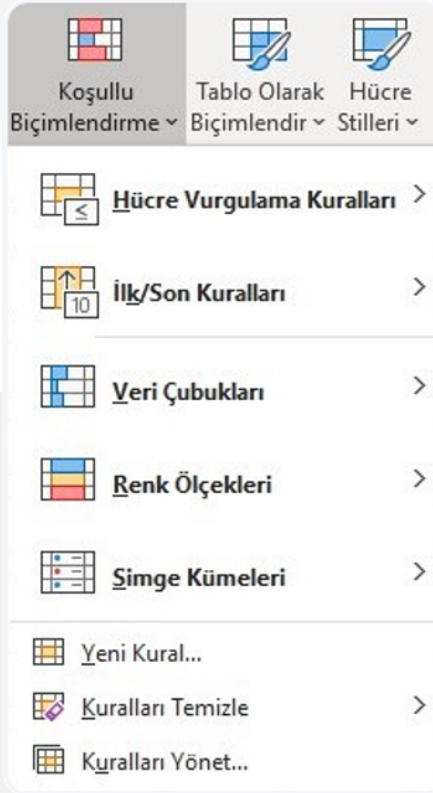 Koşullu Biçimlendirme
Tablo Olarak Biçimlendir
Hücre Stilleri
≤
Hücre Vurgulama Kuralları
10
İlk/Son Kuralları
Veri Çubukları
Renk Ölçekleri
Simge Kümeleri
Yeni Kural...
Kuralları Temizle
Kuralları Yönet...